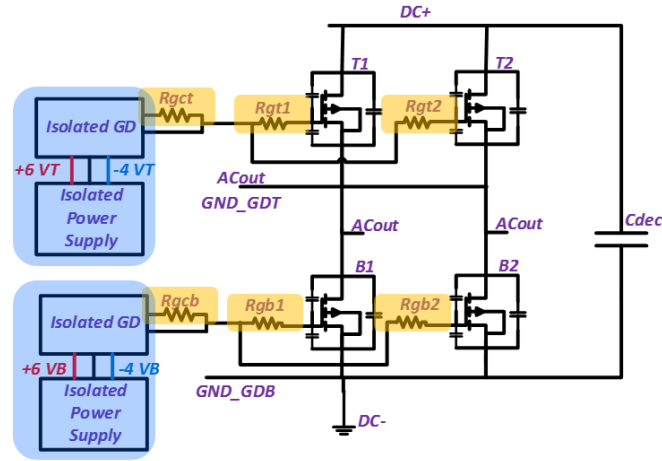 DC+
T1
T2
Rgct
Rgt1
Rgt2
Isolated GD
+6 VT
-4 VT
Isolated
Power
Supply
ACout
GND_GDT
ACout
ACout
Cdec
B1
B2
Rgcb
Rgb1
Rgb2
Isolated GD
+6 VB
-4 VB
Isolated
Power
Supply
GND_GDB
DC-